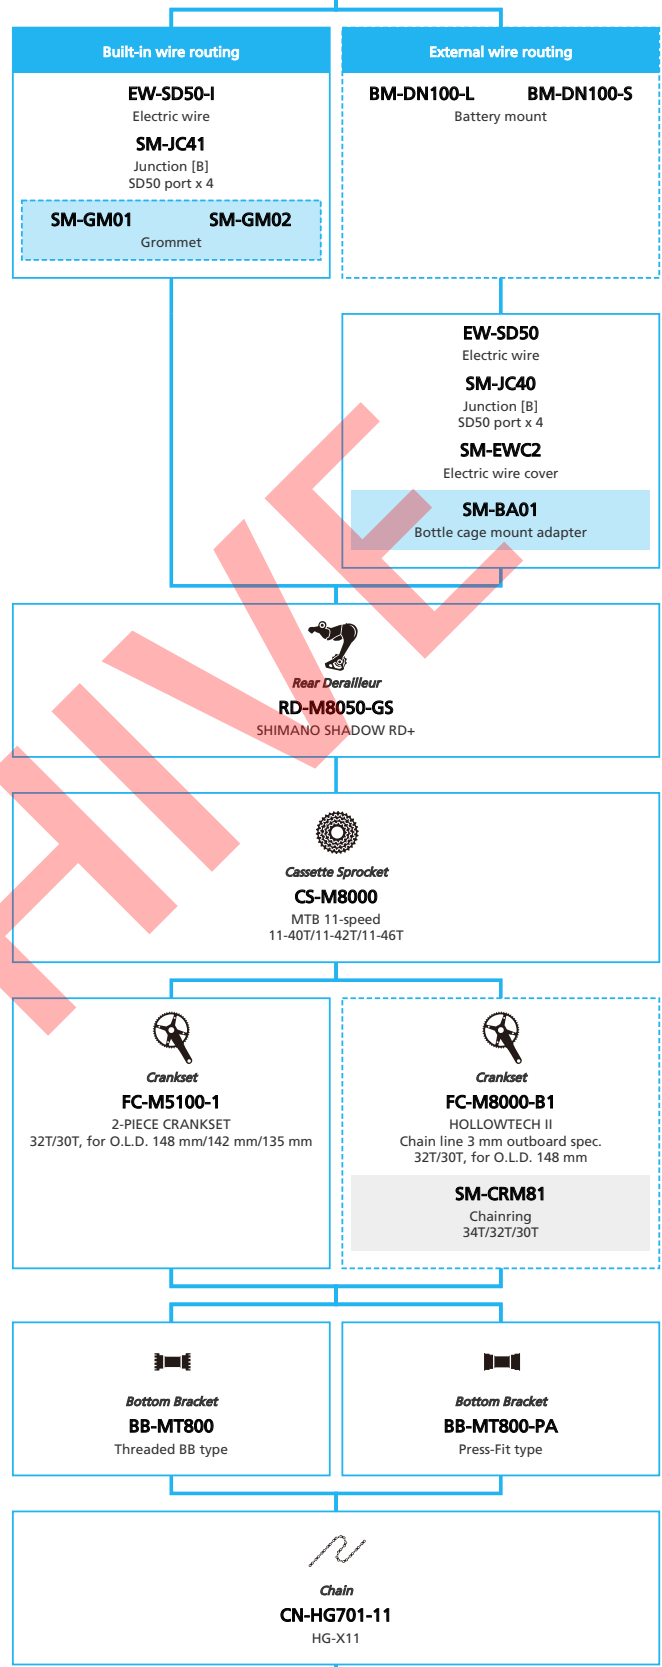 Built-in wire routing
EW-SD50-I
Electric wire
SM-JC41
Junction [B]
SD50 port x 4
SM-GM01 SM-GM02
Grommet
External wire routing
BM-DN100-L BM-DN100-S
Battery mount
EW-SD50
Electric wire
SM-JC40
Junction [B]
SD50 port x 4
SM-EWC2
Electric wire cover
SM-BA01
Bottle cage mount adapter
Rear Derailleur
RD-M8050-GS
SHIMANO SHADOW RD+
Cassette Sprocket
CS-M8000
MTB 11-speed
11-40T/11-42T/11-46T
Crankset
FC-M5100-1
2-PIECE CRANKSET
32T/30T, for O.L.D. 148 mm/142 mm/135 mm
Crankset
FC-M8000-B1
HOLLOWTECH II
Chain line 3 mm outboard spec.
32T/30T, for O.L.D. 148 mm
SM-CRM81
Chainring
34T/32T/30T
Bottom Bracket
BB-MT800
Threaded BB type
Bottom Bracket
BB-MT800-PA
Press-Fit type
Chain
CN-HG701-11
HG-X11
HIVE